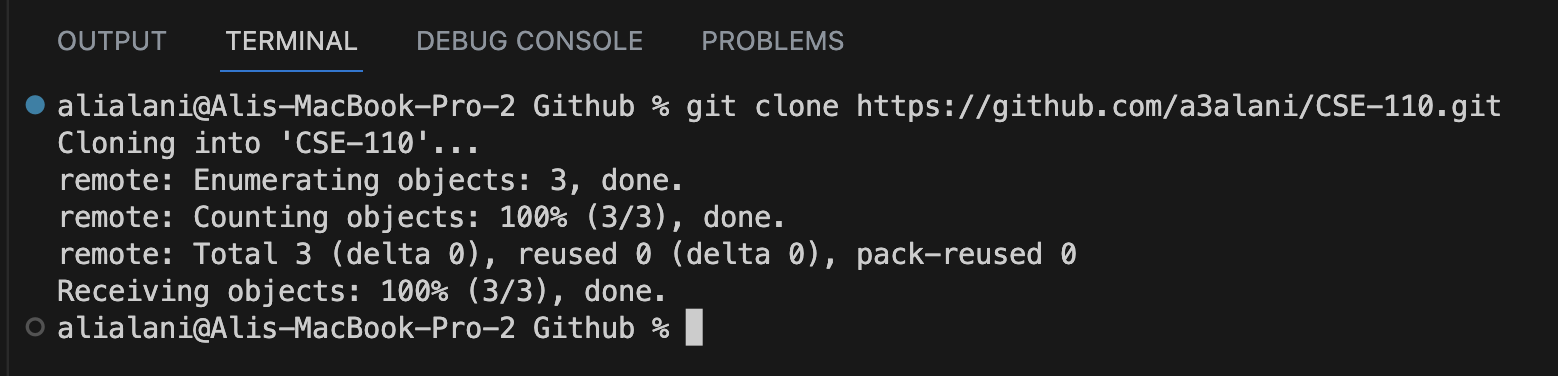 OUTPUT TERMINAL DEBUG CONSOLE PROBLEMS
alialani@Alis-MacBook-Pro-2 Github % git clone https://github.com/a3alani/CSE-110.git
Cloning into 'CSE-110'...
remote: Enumerating objects: 3, done.
remote: Counting objects: 100% (3/3), done.
remote: Total 3 (delta 0), reused 0 (delta 0), pack-reused 0
Receiving objects: 100% (3/3), done.
alialani@Alis-MacBook-Pro-2 Github %